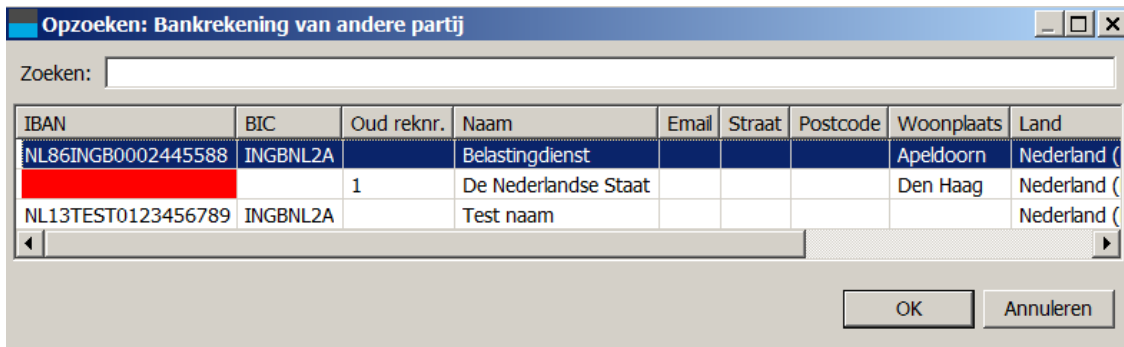 Opzoeken: Bankrekening van andere partij
Zoeken:
IBAN BIC Oud reknr. Naam Email Straat Postcode Woonplaats Land
NL86INGB0002445588 INGBNL2A Belastingdienst Apeldoorn Nederland (
1 De Nederlandse Staat Den Haag Nederland (
NL13TEST0123456789 INGBNL2A Test naam Nederland (
OK Annuleren